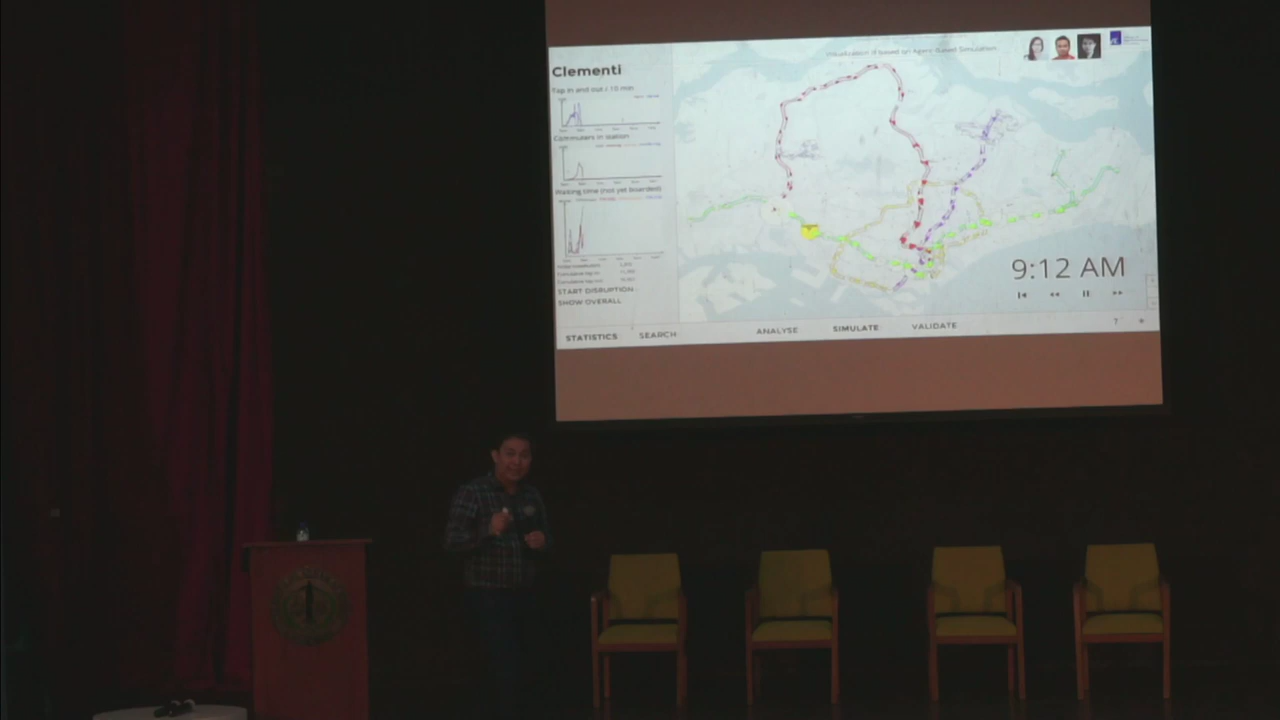 Visualization is based on Agent-Based Simulation
Clementi
Tap in and out / 10 min
Commuters in station
Waiting time (not yet boarded)
START DISRUPTION
SHOW OVERALL
9:12 AM
STATISTICS SEARCH ANALYSE SIMULATE VALIDATE ?